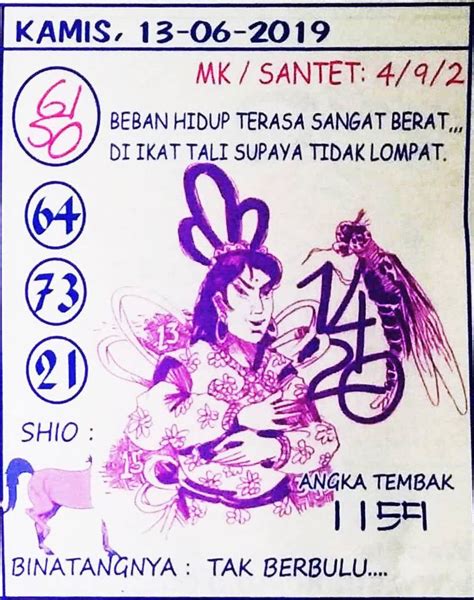 KAMIS, 13-06-2019
MK / SANTET: 4/9/2
61
50
BEBAN HIDUP TERASA SANGAT BERAT,,,
DI IKAT TALI SUPAYA TIDAK LOMPAT.
64
73
21
13
14
20
15
SHIO :
ANGKA TEMBAK
1159
BINATANGNYA : TAK BERBULU....